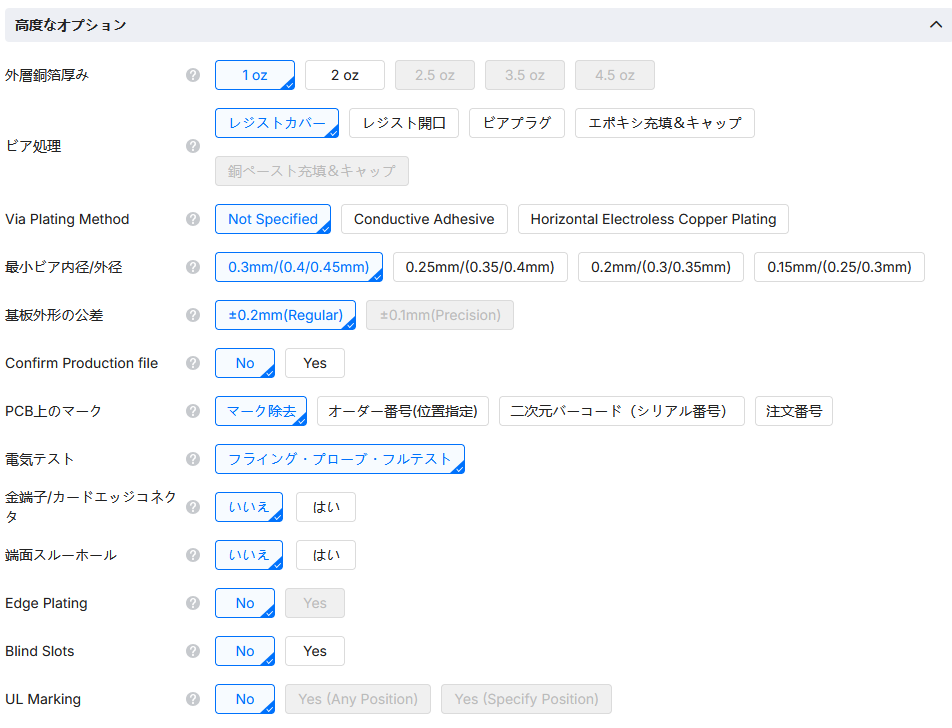 高度なオプション
外層銅箔厚み 1 oz 2 oz 2.5 oz 3.5 oz 4.5 oz
ビア処理 レジストカバー レジスト開口 ビアプラグ エポキシ充填＆キャップ
銅ペースト充填＆キャップ
Via Plating Method Not Specified Conductive Adhesive Horizontal Electroless Copper Plating
最小ビア内径/外径 0.3mm/(0.4/0.45mm) 0.25mm/(0.35/0.4mm) 0.2mm/(0.3/0.35mm) 0.15mm/(0.25/0.3mm)
基板外形の公差 ±0.2mm(Regular) ±0.1mm(Precision)
Confirm Production file No Yes
PCB上のマーク マーク除去 オーダー番号(位置指定) 二次元バーコード（シリアル番号） 注文番号
電気テスト フライング・プローブ・フルテスト
金端子/カードエッジコネク
タ いいえ はい
端面スルーホール いいえ はい
Edge Plating No Yes
Blind Slots No Yes
UL Marking No Yes (Any Position) Yes (Specify Position)